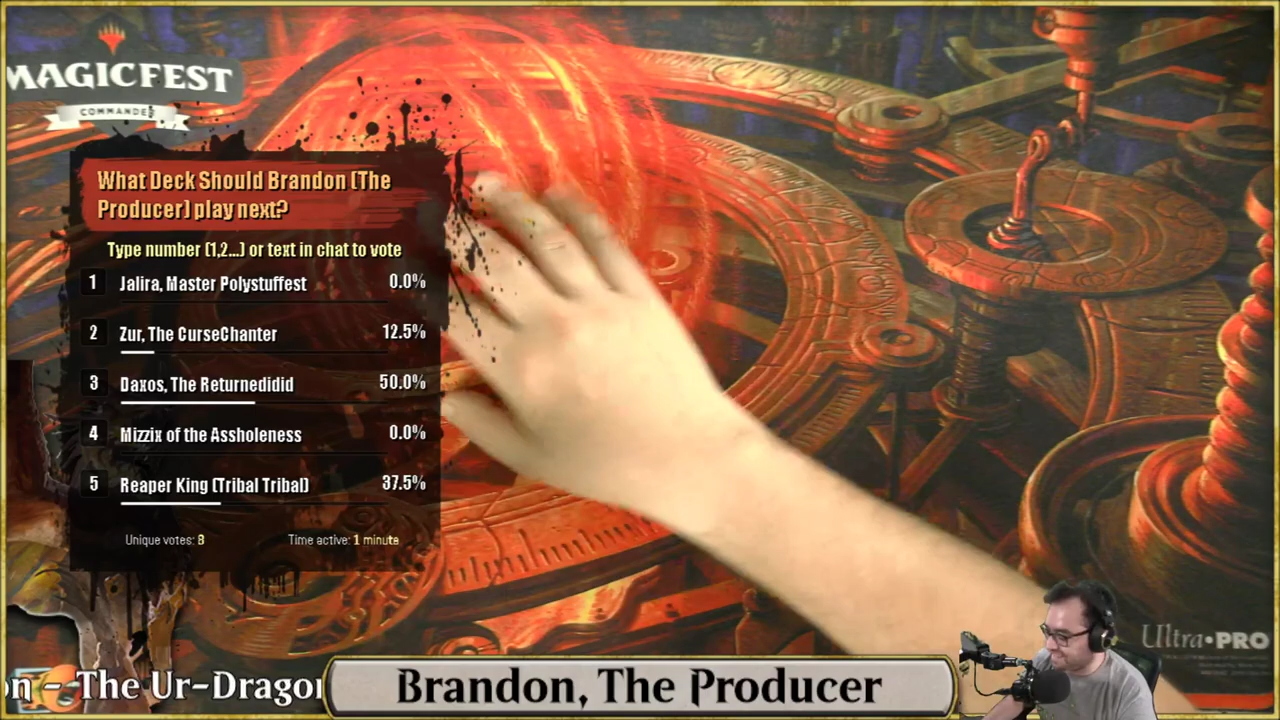 MAGICFEST
COMMANDER
What Deck Should Brandon (The
Producer) play next?
Type number (1,2...) or text in chat to vote
1 Jalira, Master Polystuffest 0.0%
2 Zur, The CurseChanter 12.5%
3 Daxos, The Returnedidid 50.0%
4 Mizzix of the Assholeness 0.0%
5 Reaper King (Tribal Tribal) 37.5%
Unique votes: 8 Time active: 1 minute
on - The Ur-Dragon
Brandon, The Producer
Ultra•PRO